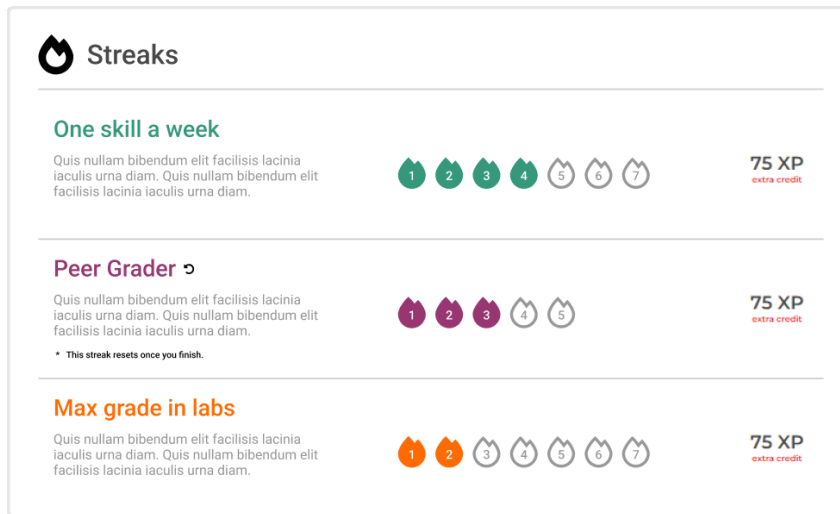 Streaks
One skill a week
Quis nullam bibendum elit facilisis lacinia
iaculis urna diam. Quis nullam bibendum elit
facilisis lacinia iaculis urna diam.
1 2 3 4 5 6 7
75 XP
extra credit
Peer Grader
Quis nullam bibendum elit facilisis lacinia
iaculis urna diam. Quis nullam bibendum elit
facilisis lacinia iaculis urna diam.
* This streak resets once you finish.
1 2 3 4 5
75 XP
extra credit
Max grade in labs
Quis nullam bibendum elit facilisis lacinia
iaculis urna diam. Quis nullam bibendum elit
facilisis lacinia iaculis urna diam.
1 2 3 4 5 6 7
75 XP
extra credit